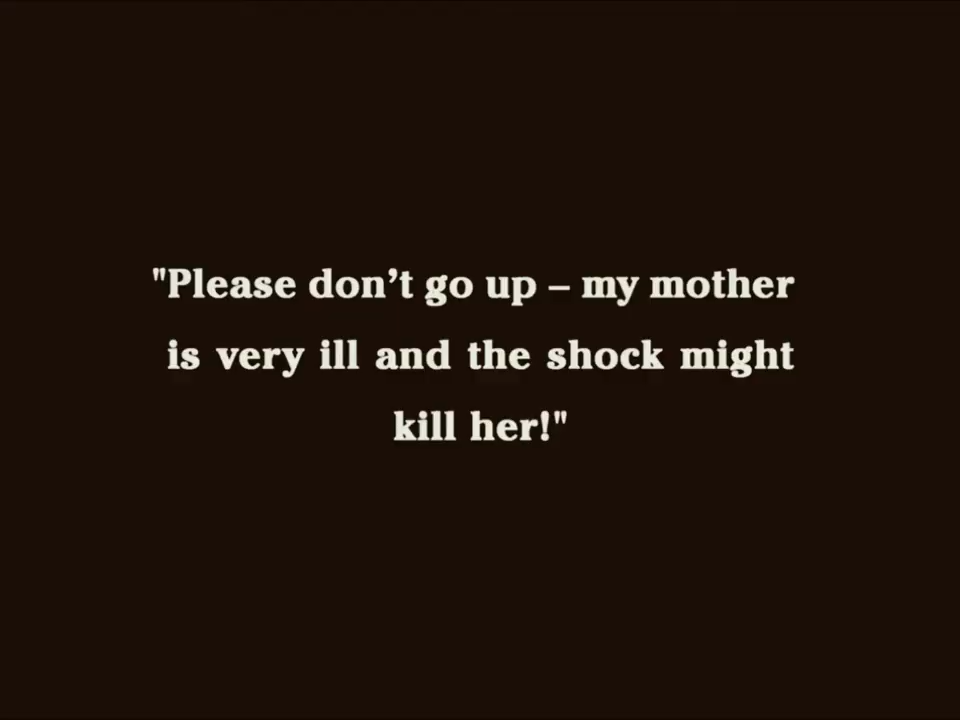 "Please don’t go up – my mother
is very ill and the shock might
kill her!"